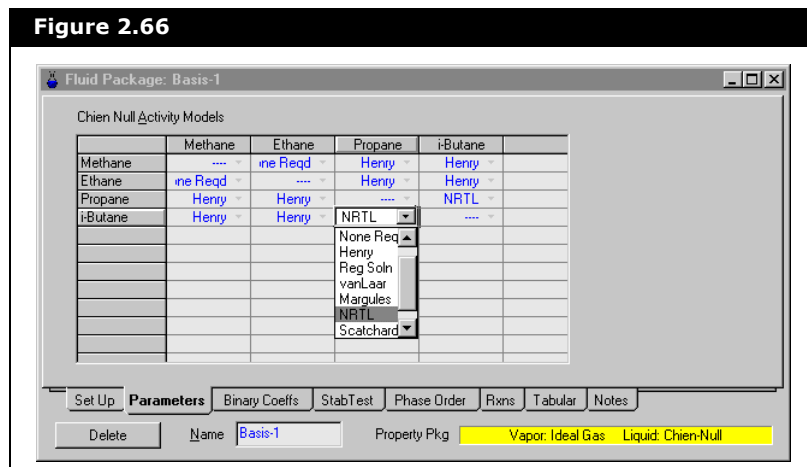 Figure 2.66
Fluid Package: Basis-1
Chien Null Activity Models
Methane Ethane Propane i-Butane
Methane ---- ne Reqd Henry Henry
Ethane ne Reqd ---- Henry Henry
Propane Henry Henry ---- NRTL
i-Butane Henry Henry NRTL ----
None Req
Henry
Reg Soln
vanLaar
Margules
NRTL
Scatchard
Set Up Parameters Binary Coeffs StabTest Phase Order Rxns Tabular Notes
Delete Name Basis-1 Property Pkg Vapor: Ideal Gas Liquid: Chien-Null